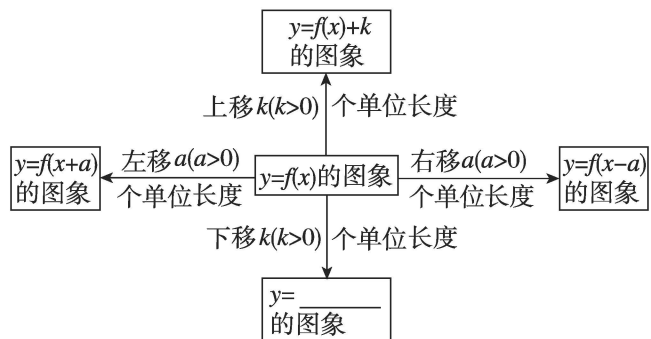 y=f(x)+k
的图象
上移k(k>0) 个单位长度
y=f(x+a)
的图象
左移a(a>0)
个单位长度
y=f(x)的图象
右移a(a>0)
个单位长度
y=f(x-a)
的图象
下移k(k>0) 个单位长度
y=______
的图象